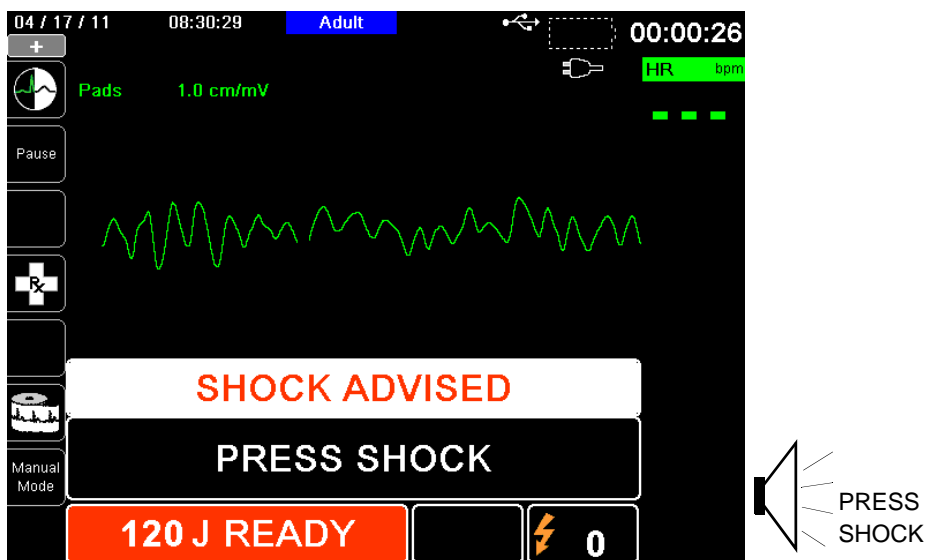 04 / 17 / 11 08:30:29 Adult 00:00:26
+
HR bpm
Pads 1.0 cm/mV
- - -
Pause
Rx
SHOCK ADVISED
PRESS SHOCK
Manual
Mode
120 J READY 0
PRESS
SHOCK